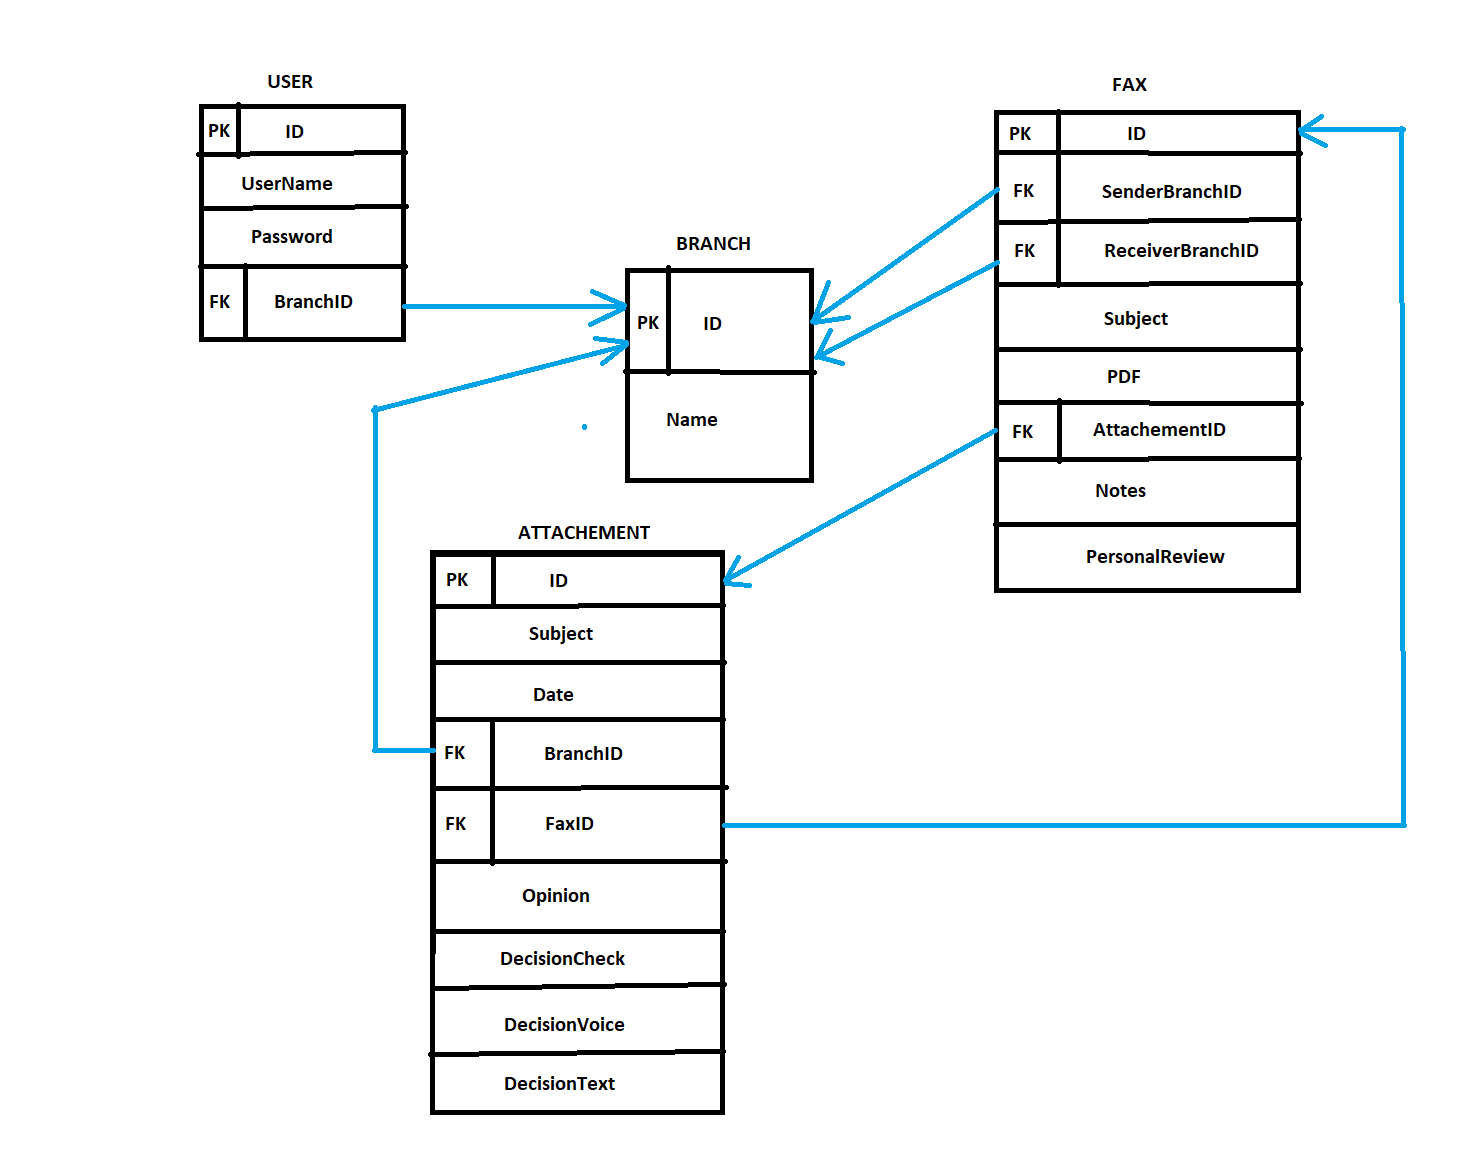 USER
PK ID
UserName
Password
FK BranchID
BRANCH
PK ID
Name
FAX
PK ID
FK SenderBranchID
FK ReceiverBranchID
Subject
PDF
FK AttachementID
Notes
PersonalReview
ATTACHEMENT
PK ID
Subject
Date
FK BranchID
FK FaxID
Opinion
DecisionCheck
DecisionVoice
DecisionText